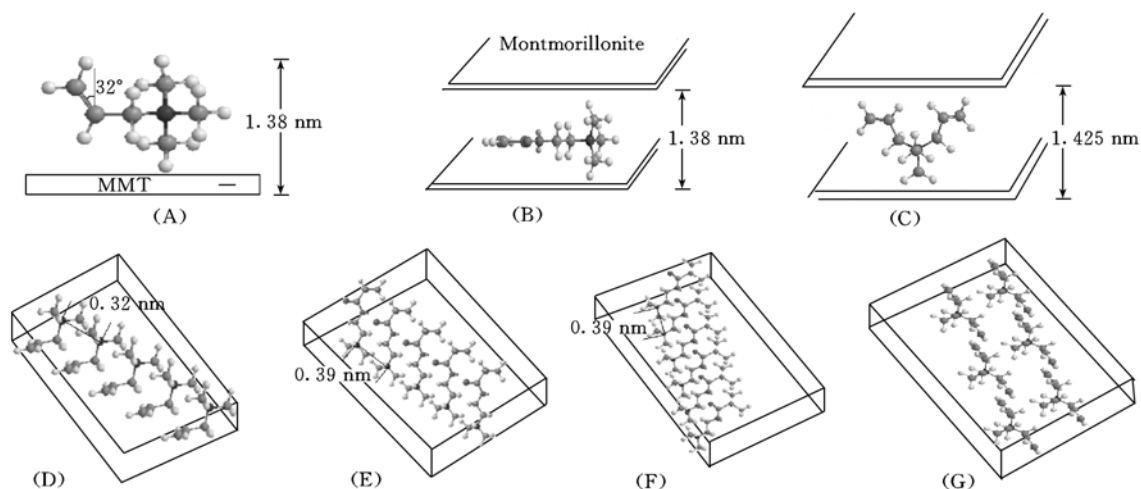 32°
1. 38 nm
MMT
—
(A)
Montmorillonite
1. 38 nm
(B)
1. 425 nm
(C)
0. 32 nm
(D)
0. 39 nm
(E)
0. 39 nm
(F)
(G)